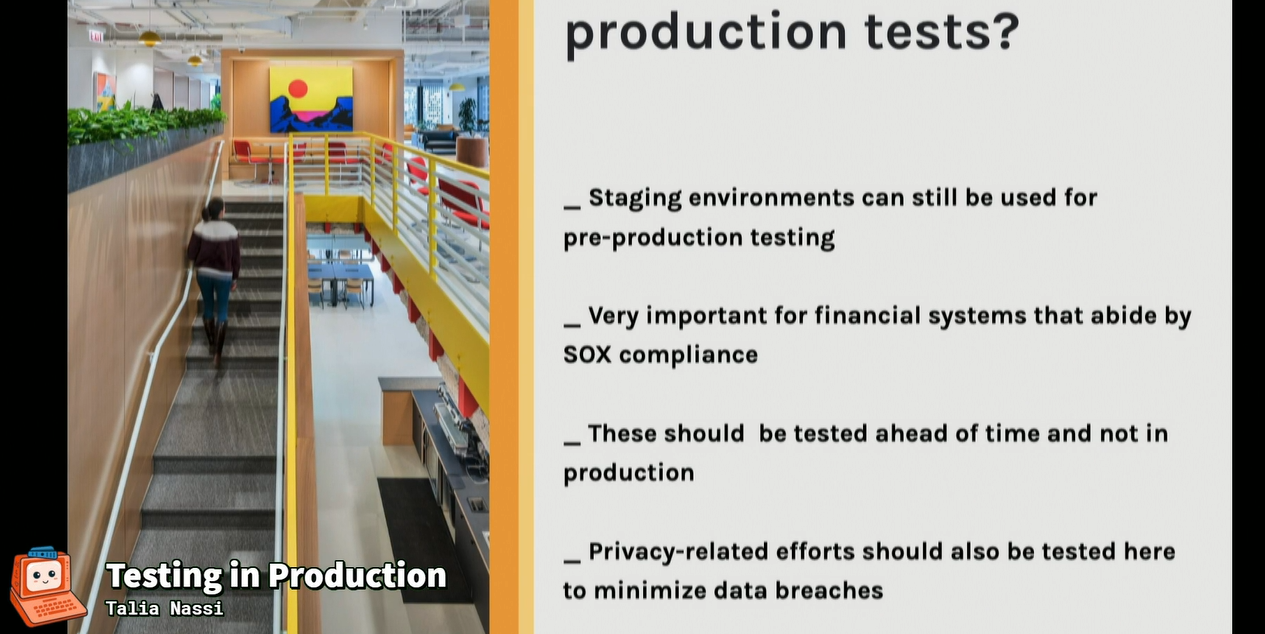 production tests?
_ Staging environments can still be used for
pre-production testing
_ Very important for financial systems that abide by
SOX compliance
_ These should  be tested ahead of time and not in
production
_ Privacy-related efforts should also be tested here
to minimize data breaches
EXIT
Testing in Production
Talia Nassi